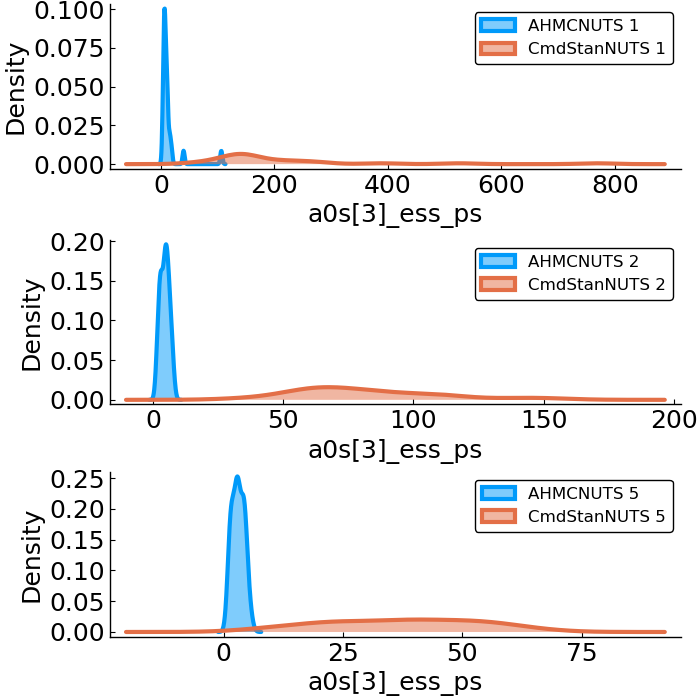 Density
0.100
0.075
0.050
0.025
0.000
AHMCNUTS 1
CmdStanNUTS 1
0 200 400 600 800
a0s[3]_ess_ps
Density
0.20
0.15
0.10
0.05
0.00
AHMCNUTS 2
CmdStanNUTS 2
0 50 100 150 200
a0s[3]_ess_ps
Density
0.25
0.20
0.15
0.10
0.05
0.00
AHMCNUTS 5
CmdStanNUTS 5
0 25 50 75
a0s[3]_ess_ps